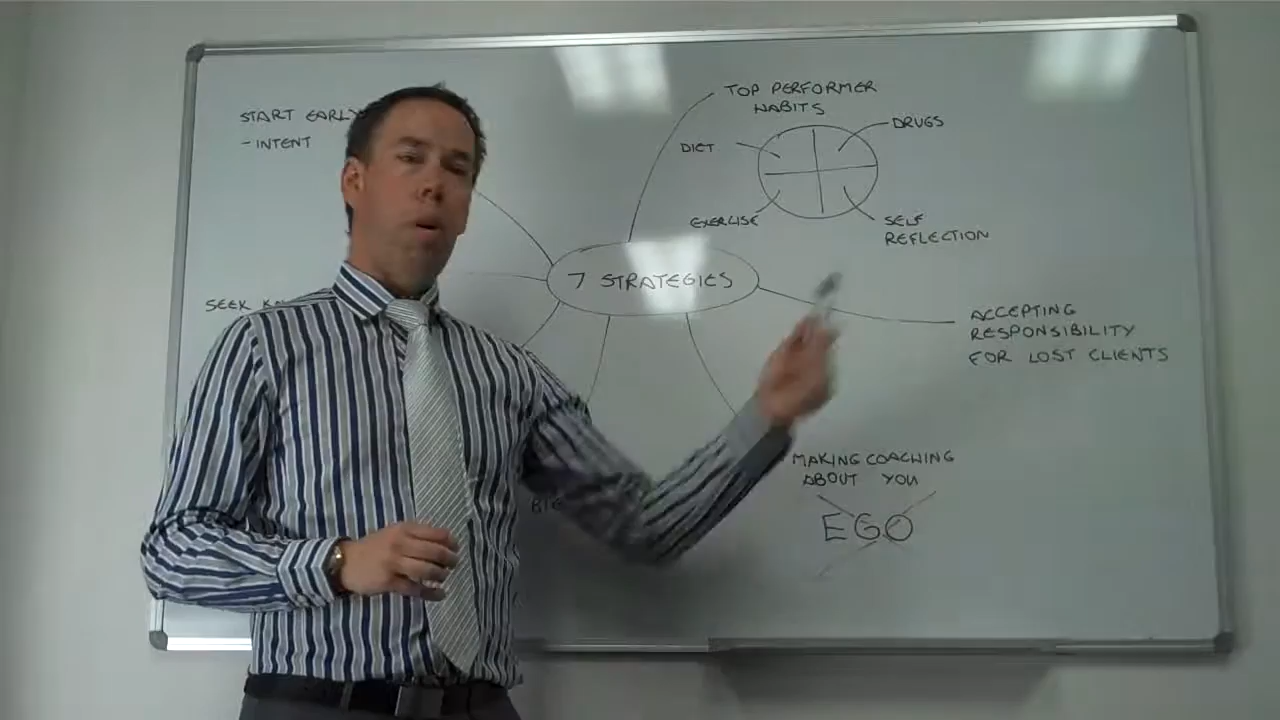 START EARLY
- INTENT
SEEK
TOP PERFORMER
HABITS
DIET
DRUGS
EXERCISE
SELF
REFLECTION
7 STRATEGIES
ACCEPTING
RESPONSIBILITY
FOR LOST CLIENTS
MAKING COACHING
ABOUT YOU
EGO